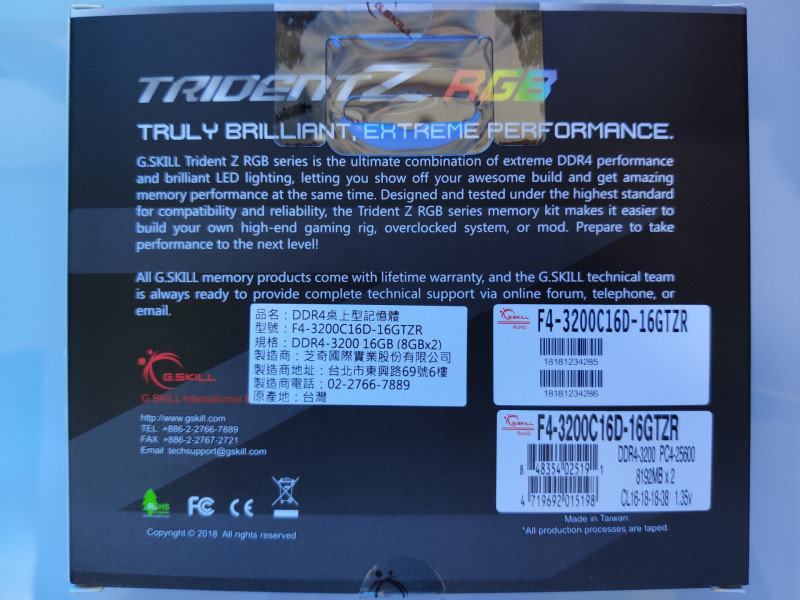 G.SKILL
TRIDENT Z RGB
TRULY BRILLIANT, EXTREME PERFORMANCE.
G.SKILL Trident Z RGB series is the ultimate combination of extreme DDR4 performance
and brilliant LED lighting, letting you show off your awesome build and get amazing
memory performance at the same time. Designed and tested under the highest standard
for compatibility and reliability, the Trident Z RGB series memory kit makes it easier to
build your own high-end gaming rig, overclocked system, or mod. Prepare to take
performance to the next level!
All G.SKILL memory products come with lifetime warranty, and the G.SKILL technical team
is always ready to provide complete technical support via online forum, telephone, or
email.
品名：DDR4桌上型記憶體
型號：F4-3200C16D-16GTZR
規格：DDR4-3200 16GB (8GBx2)
製造商：芝奇國際實業股份有限公司
製造商地址：台北市東興路69號6樓
製造商電話：02-2766-7889
原產地：台灣
G.SKILL
RoHS
F4-3200C16D-16GTZR
18181234285
18181234286
G.SKILL
G.SKILL International E
http://www.gskill.com
TEL +886-2-2766-7889
FAX +886-2-2767-2721
Email techsupport@gskill.com
G.SKILL
RoHS
F4-3200C16D-16GTZR
DDR4-3200 PC4-25600
8192MB x 2
CL16-18-18-38 1.35v
8 48354 02519 1
4 719692 015198
Made in Taiwan
*All production processes are taped.
RoHS
FC CE
Copyright © 2018 All rights reserved